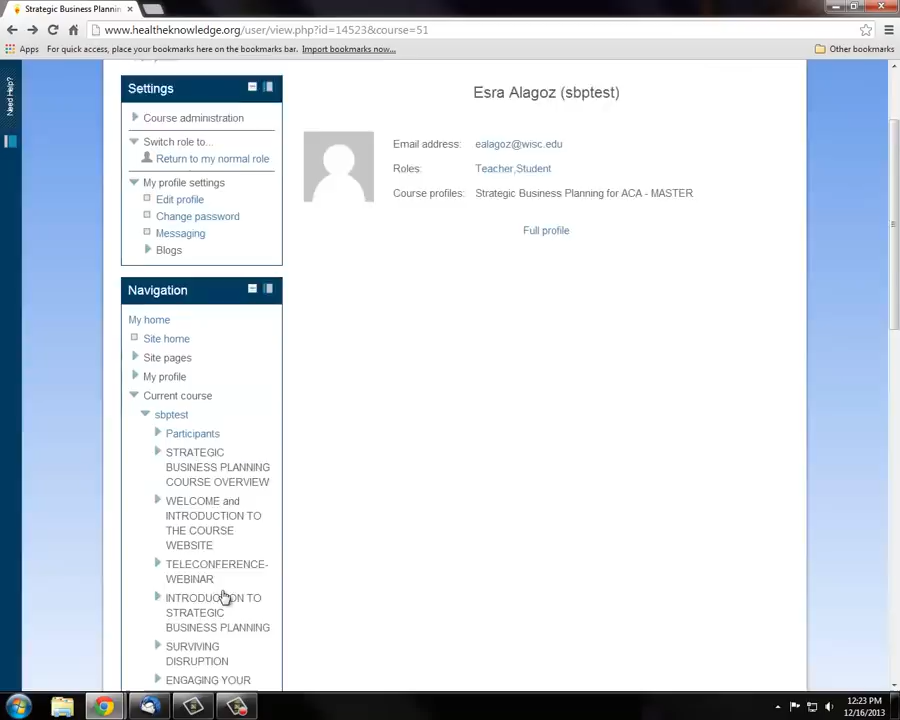 Strategic Business Plannin
www.healtheknowledge.org/user/view.php?id=14523&course=51
Apps For quick access, place your bookmarks here on the bookmarks bar. Import bookmarks now... Other bookmarks
Need Help?
Settings
Course administration
Switch role to...
Return to my normal role
My profile settings
Edit profile
Change password
Messaging
Blogs
Esra Alagoz (sbptest)
Email address: ealagoz@wisc.edu
Roles: Teacher,Student
Course profiles: Strategic Business Planning for ACA - MASTER
Full profile
Navigation
My home
Site home
Site pages
My profile
Current course
sbptest
Participants
STRATEGIC
BUSINESS PLANNING
COURSE OVERVIEW
WELCOME and
INTRODUCTION TO
THE COURSE
WEBSITE
TELECONFERENCE-
WEBINAR
INTRODUCTION TO
STRATEGIC
BUSINESS PLANNING
SURVIVING
DISRUPTION
ENGAGING YOUR
12:23 PM
12/16/2013